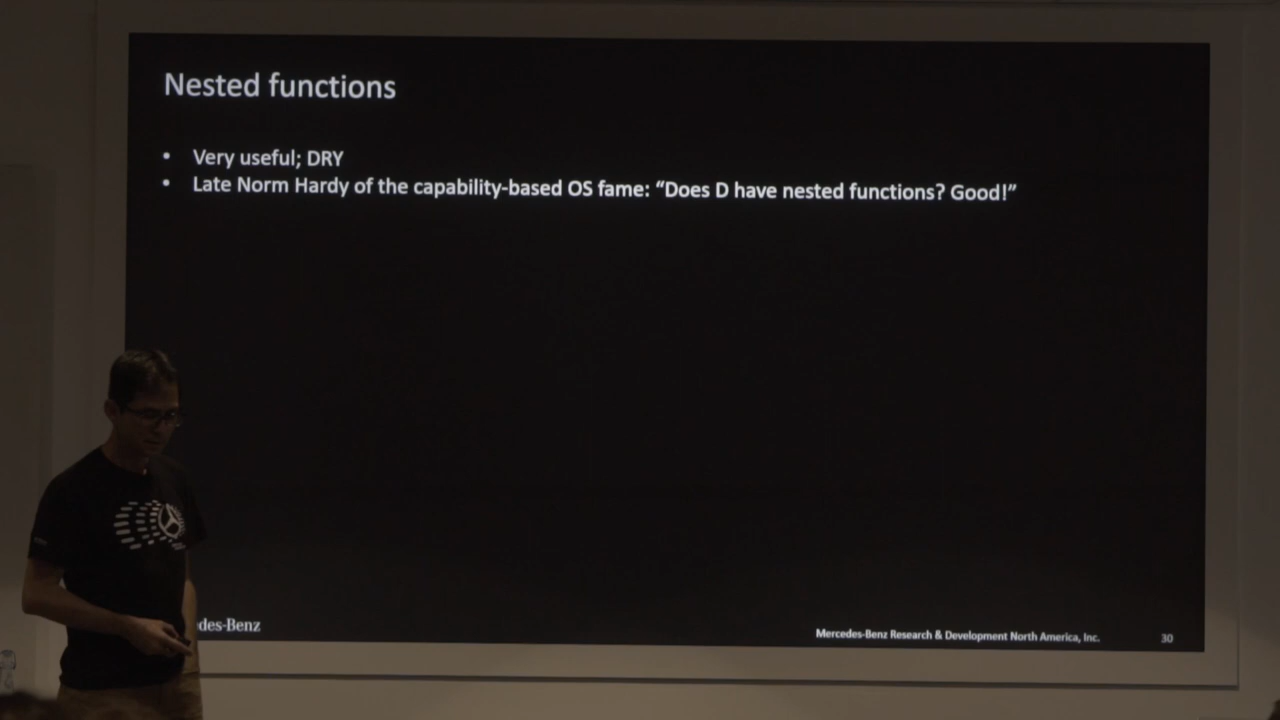 Nested functions
• Very useful; DRY
• Late Norm Hardy of the capability-based OS fame: “Does D have nested functions? Good!”
des-Benz
Mercedes-Benz Research & Development North America, Inc. 30